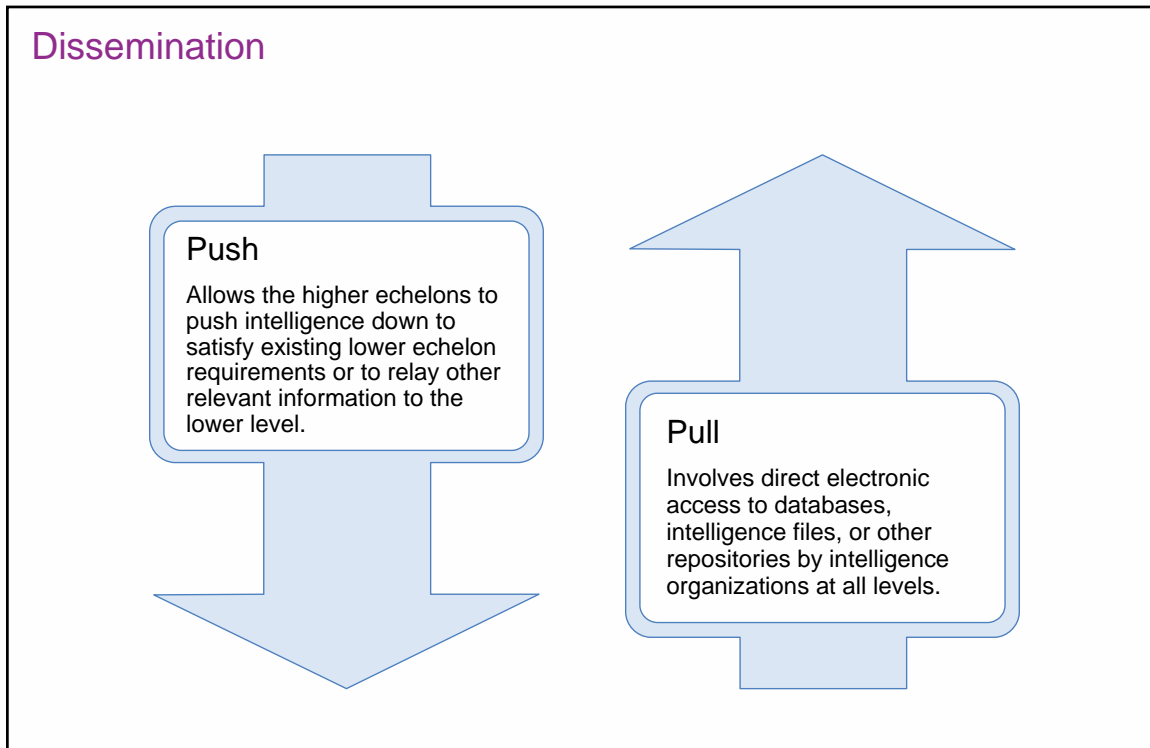 Dissemination
Push
Allows the higher echelons to
push intelligence down to
satisfy existing lower echelon
requirements or to relay other
relevant information to the
lower level.
Pull
Involves direct electronic
access to databases,
intelligence files, or other
repositories by intelligence
organizations at all levels.